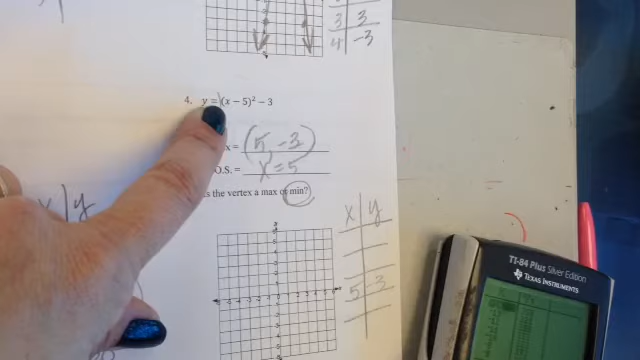 3 3
4 -3
4. y = (x − 5)² − 3
x = (5, -3)
O.S. = x = 5
s the vertex a max or min?
x y
x y
5 -3
TI-84 Plus Silver Edition
TEXAS INSTRUMENTS